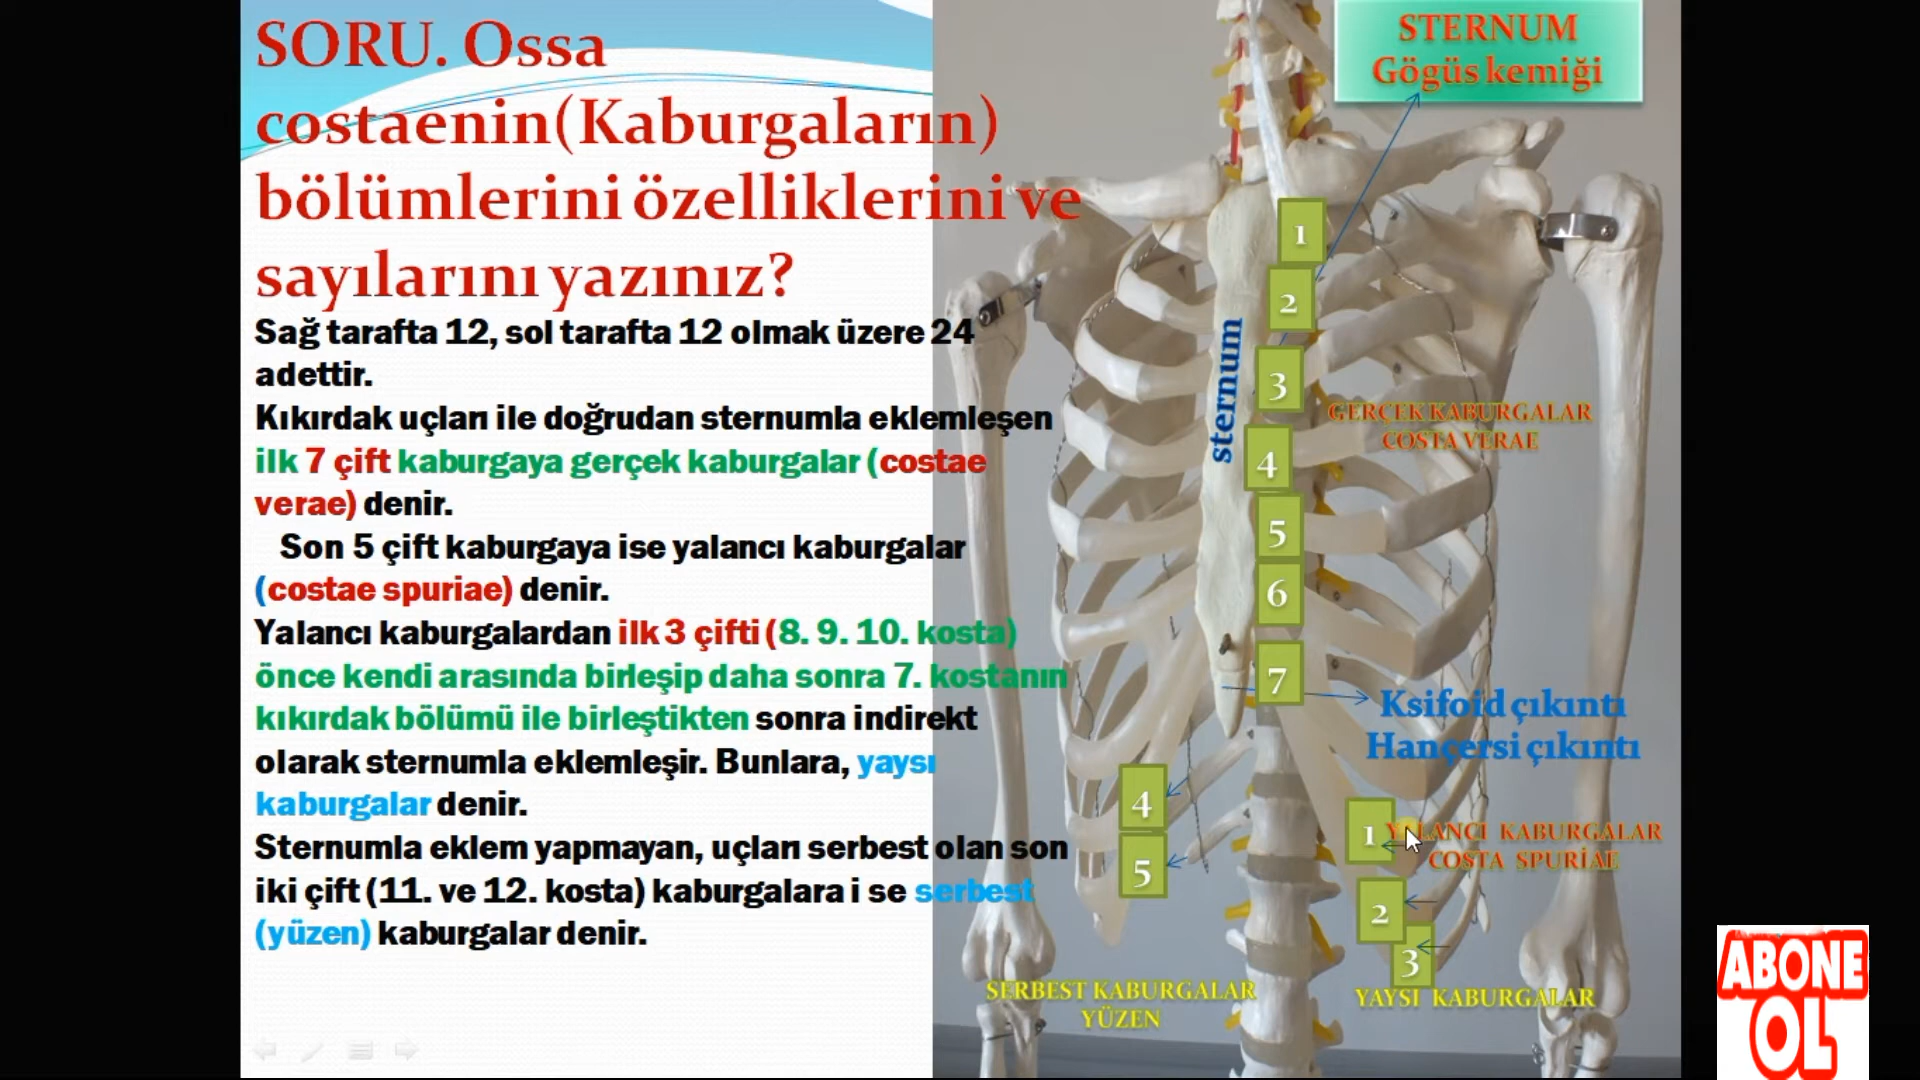 SORU. Ossa
costaenin(Kaburgaların)
bölümlerini özelliklerini ve
sayılarını yazınız?
Sağ tarafta 12, sol tarafta 12 olmak üzere 24
adettir.
Kıkırdak uçları ile doğrudan sternumla eklemleşen
ilk 7 çift kaburgaya gerçek kaburgalar (costae
verae) denir.
Son 5 çift kaburgaya ise yalancı kaburgalar
(costae spuriae) denir.
Yalancı kaburgalardan ilk 3 çifti (8. 9. 10. kosta)
önce kendi arasında birleşip daha sonra 7. kostanın
kıkırdak bölümü ile birleştikten sonra indirekt
olarak sternumla eklemleşir. Bunlara, yaysı
kaburgalar denir.
Sternumla eklem yapmayan, uçları serbest olan son
iki çift (11. ve 12. kosta) kaburgalara i se serbest
(yüzen) kaburgalar denir.
STERNUM
Gögüs kemiği
1
2
3
4
5
6
7
sternum
GERÇEK KABURGALAR
COSTA VERAE
Ksifoid çıkıntı
Hançersi çıkıntı
4
5
1
2
3
YALANCI KABURGALAR
COSTA SPURİAE
SERBEST KABURGALAR
YÜZEN
YAYSI KABURGALAR
ABONE
OL